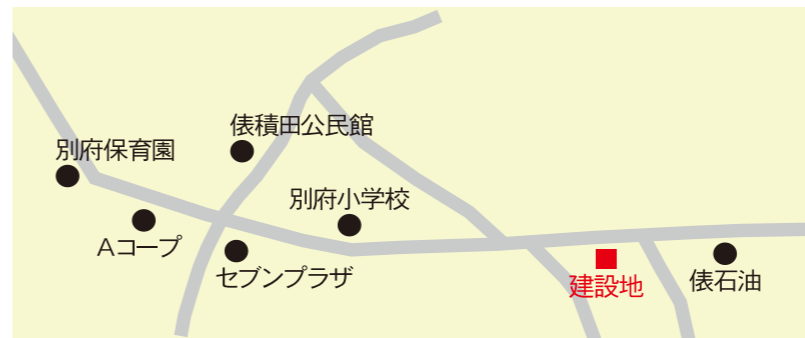 俵積田公民館
別府保育園
別府小学校
Aコープ
セブンプラザ
建設地
俵石油